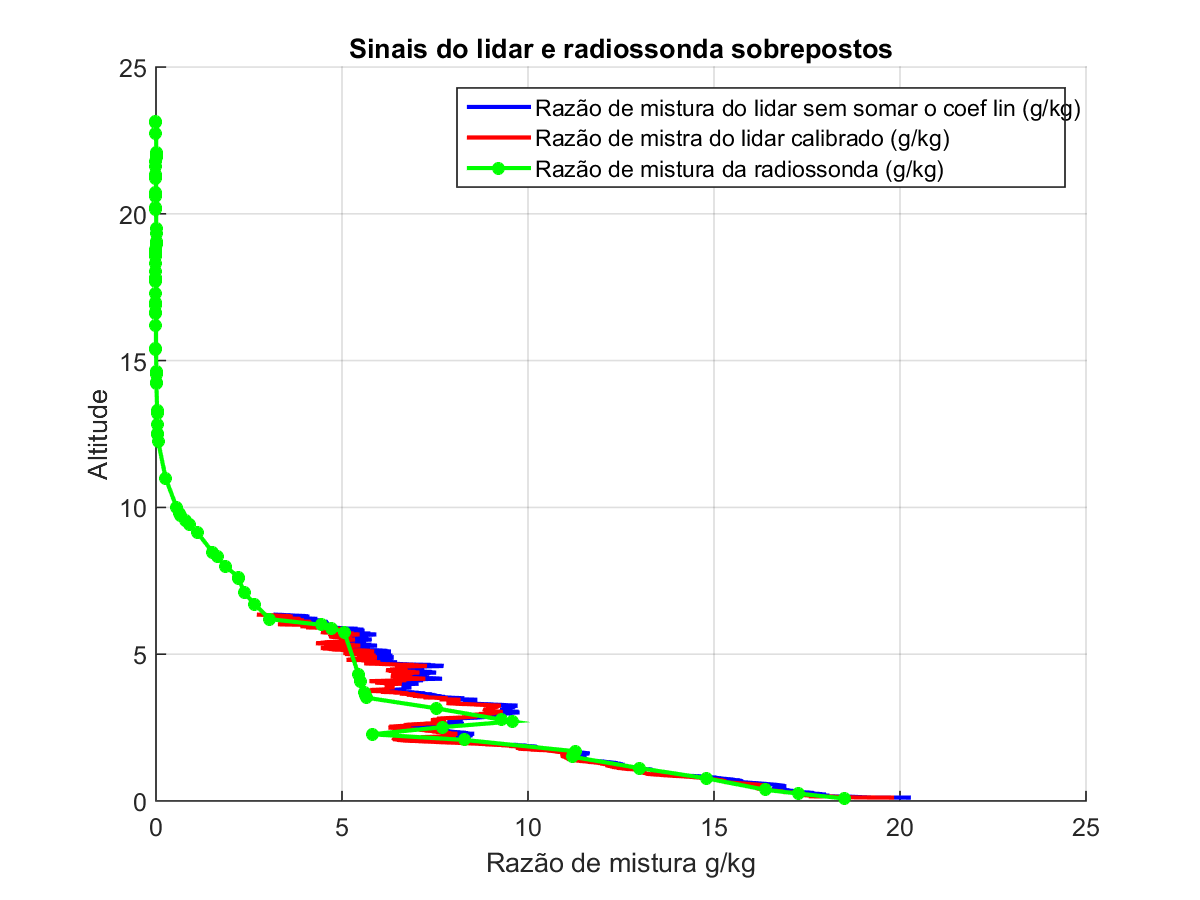 Sinais do lidar e radiossonda sobrepostos
25
Razão de mistura do lidar sem somar o coef lin (g/kg)
Razão de mistra do lidar calibrado (g/kg)
Razão de mistura da radiossonda (g/kg)
20
15
Altitude
10
5
0
0 5 10 15 20 25
Razão de mistura g/kg